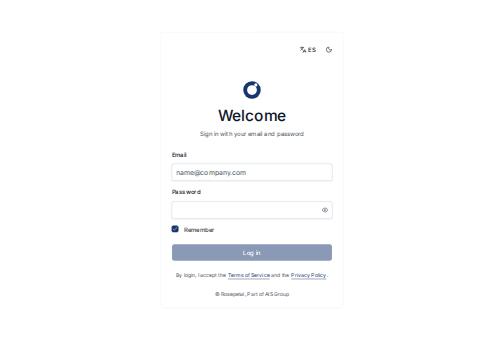 ES
Welcome
Sign in with your email and password
Email
name@company.com
Password
Remember
Log in
By login, I accept the Terms of Service and the Privacy Policy.
© Rosepetal, Part of AIS Group